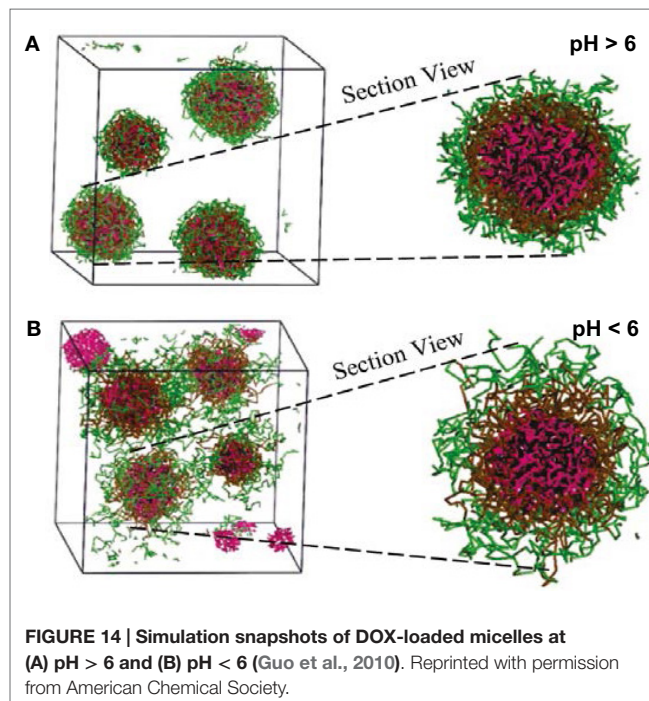 A
pH > 6
Section View
B
pH < 6
Section View
FIGURE 14 | Simulation snapshots of DOX-loaded micelles at
(A) pH > 6 and (B) pH < 6 (Guo et al., 2010). Reprinted with permission
from American Chemical Society.